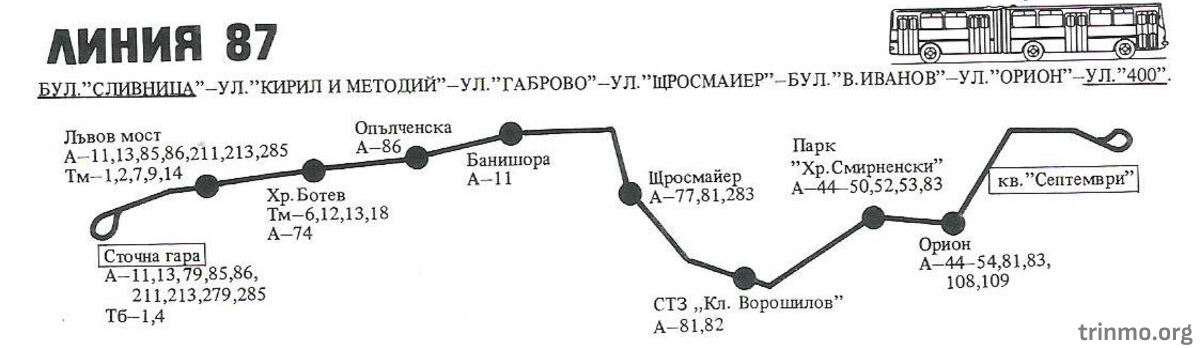 ЛИНИЯ 87
БУЛ."СЛИВНИЦА"–УЛ."КИРИЛ И МЕТОДИЙ"–УЛ."ГАБРОВО"–УЛ."ЩРОСМАИЕР"–БУЛ."В.ИВАНОВ"–УЛ."ОРИОН"–УЛ."400".
Лъвов мост
А–11,13,85,86,211,213,285
Тм–1,2,7,9,14
Сточна гара
А–11,13,79,85,86,
211,213,279,285
Тб–1,4
Хр.Ботев
Тм–6,12,13,18
А–74
Опълченска
А–86
Банишора
А–11
Щросмайер
А–77,81,283
СТЗ „Кл. Ворошилов"
А–81,82
Парк
"Хр.Смирненски"
А–44–50,52,53,83
Орион
А–44–54,81,83,
108,109
кв."Септември"
trinmo.org